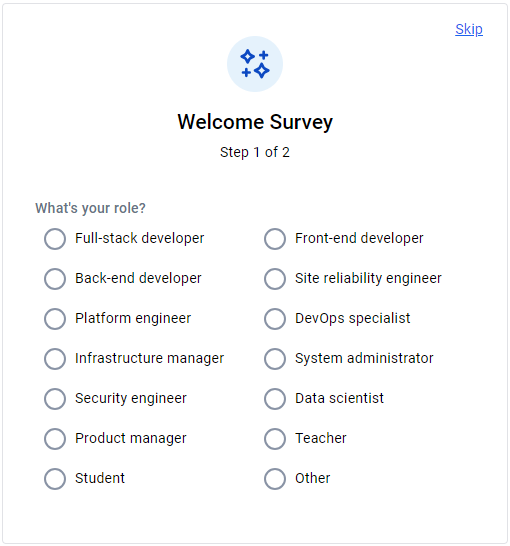 Skip
Welcome Survey
Step 1 of 2
What's your role?
Full-stack developer
Front-end developer
Back-end developer
Site reliability engineer
Platform engineer
DevOps specialist
Infrastructure manager
System administrator
Security engineer
Data scientist
Product manager
Teacher
Student
Other